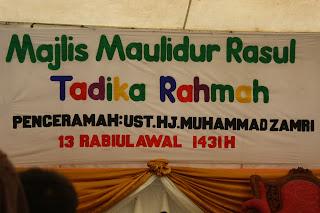 Majlis Maulidur Rasul
Tadika Rahmah
PENCERAMAH:UST.HJ.MUHAMMAD ZAMRI
13 RABIULAWAL 1431H